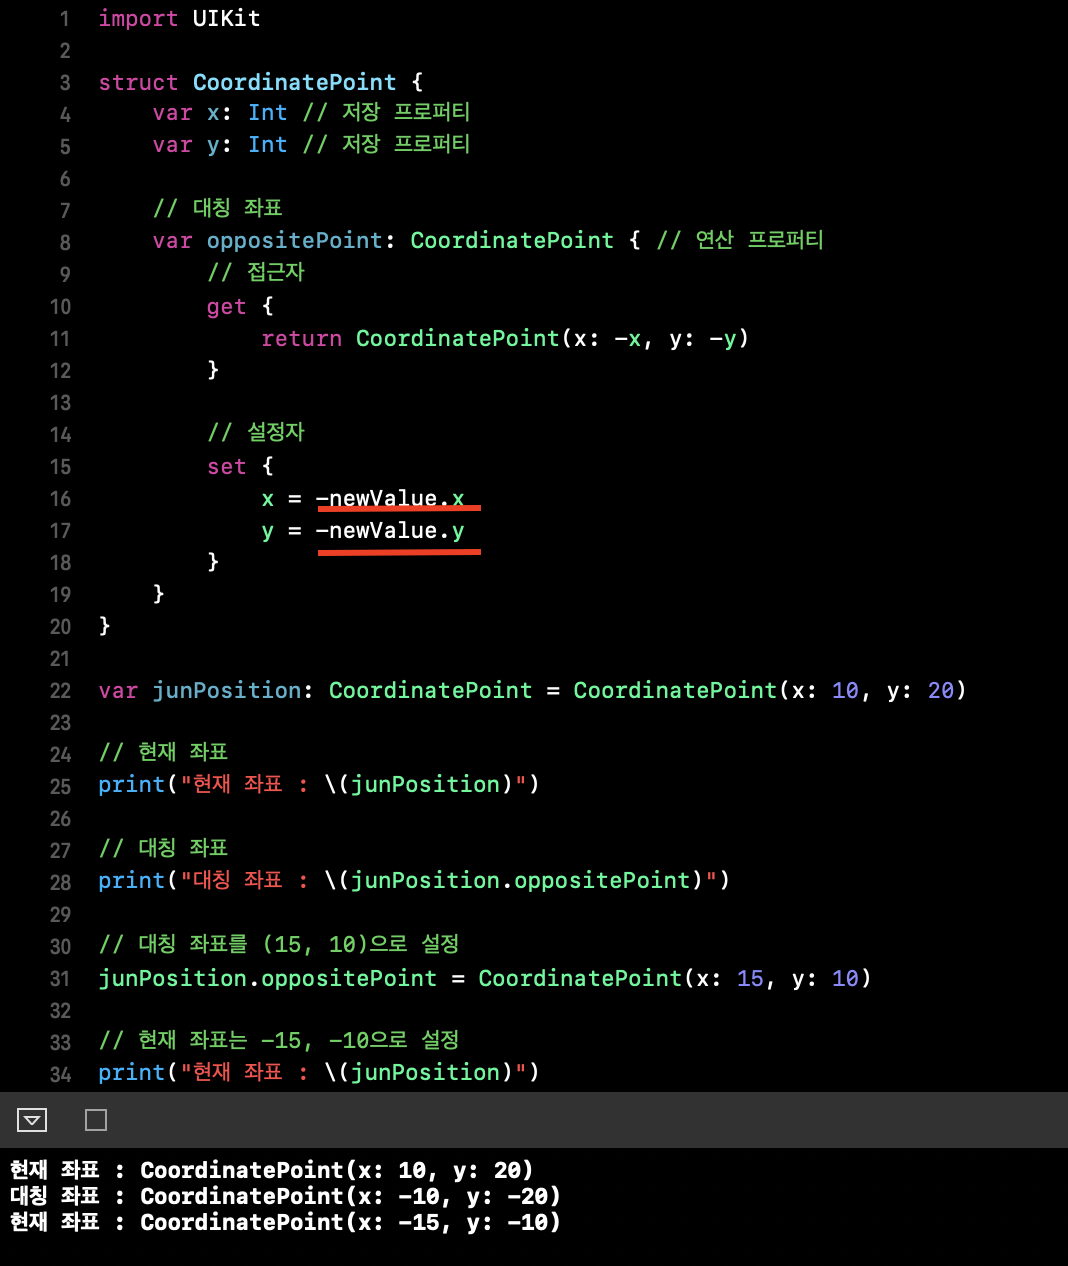 1 import UIKit
2
3 struct CoordinatePoint {
4     var x: Int // 저장 프로퍼티
5     var y: Int // 저장 프로퍼티
6
7     // 대칭 좌표
8     var oppositePoint: CoordinatePoint { // 연산 프로퍼티
9         // 접근자
10         get {
11             return CoordinatePoint(x: -x, y: -y)
12         }
13
14         // 설정자
15         set {
16             x = -newValue.x
17             y = -newValue.y
18         }
19     }
20 }
21
22 var junPosition: CoordinatePoint = CoordinatePoint(x: 10, y: 20)
23
24 // 현재 좌표
25 print("현재 좌표 : \(junPosition)")
26
27 // 대칭 좌표
28 print("대칭 좌표 : \(junPosition.oppositePoint)")
29
30 // 대칭 좌표를 (15, 10)으로 설정
31 junPosition.oppositePoint = CoordinatePoint(x: 15, y: 10)
32
33 // 현재 좌표는 -15, -10으로 설정
34 print("현재 좌표 : \(junPosition)")
현재 좌표 : CoordinatePoint(x: 10, y: 20)
대칭 좌표 : CoordinatePoint(x: -10, y: -20)
현재 좌표 : CoordinatePoint(x: -15, y: -10)